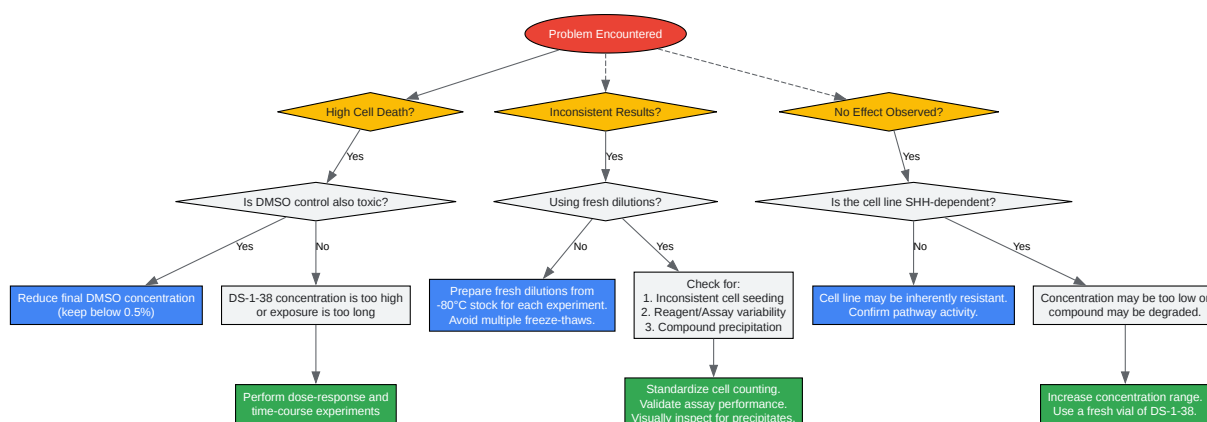 Problem Encountered
High Cell Death?
Inconsistent Results?
No Effect Observed?
Yes
Yes
Yes
Is DMSO control also toxic?
Using fresh dilutions?
Is the cell line SHH-dependent?
Yes
No
No
Yes
No
Yes
Reduce final DMSO concentration
(keep below 0.5%)
DS-1-38 concentration is too high
or exposure is too long
Prepare fresh dilutions from
-80°C stock for each experiment.
Avoid multiple freeze-thaws.
Check for:
1. Inconsistent cell seeding
2. Reagent/Assay variability
3. Compound precipitation
Cell line may be inherently resistant.
Confirm pathway activity.
Concentration may be too low or
compound may be degraded.
Perform dose-response and
time-course experiments
Standardize cell counting.
Validate assay performance.
Visually inspect for precipitates.
Increase concentration range.
Use a fresh vial of DS-1-38.